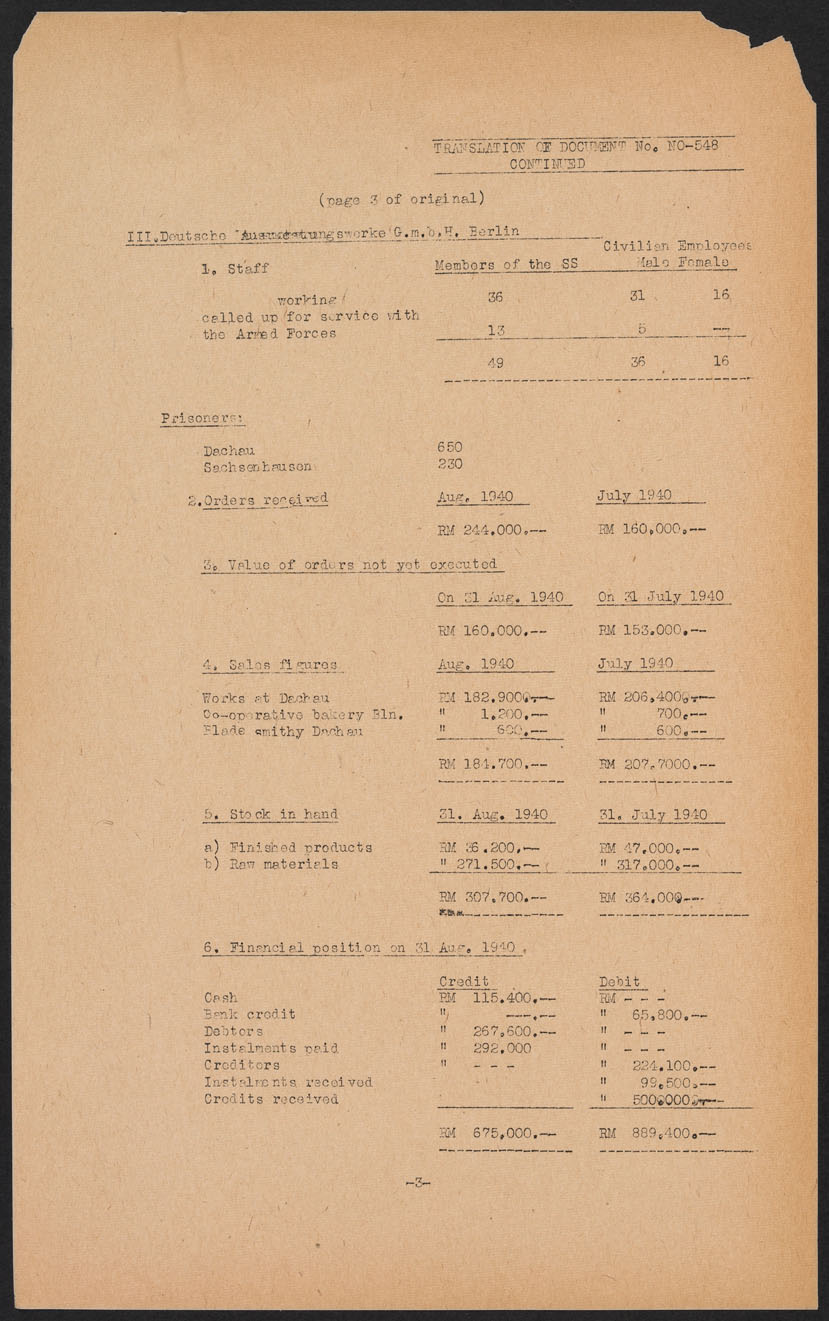 TRANSLATION OF DOCUMENT No. NO-548
CONTINUED
(page 3 of original)
III. Deutsche Ausruestungswerke G.m.b.H. Berlin
Civilian Employees
1. Staff Members of the SS Male Female
working 36 31 16
called up for service with
the Armed Forces 13 5 --
49 36 16
Prisoners:
Dachau 650
Sachsenhausen 230
2. Orders received Aug. 1940 July 1940
RM 244.000.-- RM 160.000.--
3. Value of orders not yet executed
On 31 Aug. 1940 On 31 July 1940
RM 160.000.-- RM 153.000.--
4. Sales figures Aug. 1940 July 1940
Works at Dachau RM 182.900.-- RM 206.400.--
Co-operative bakery Bln. " 1.200.-- " 700.--
Blade smithy Dachau " 600.-- " 600.--
RM 184.700.-- RM 207.7000.--
5. Stock in hand 31. Aug. 1940 31. July 1940
a) Finished products RM 36.200.-- RM 47.000.--
b) Raw materials " 271.500.-- " 317.000.--
RM 307.700.-- RM 364.000--
6. Financial position on 31 Aug. 1940.
Credit Debit
Cash RM 115.400.-- RM - - -
Bank credit " ---.-- " 65,800.--
Debtors " 267.600.-- " - - -
Instalments paid " 292.000 " - - -
Creditors " - - - " 224.100.--
Instalments received " 99.500.--
Credits received " 500.000.--
RM 675,000.-- RM 889.400.--
-3-